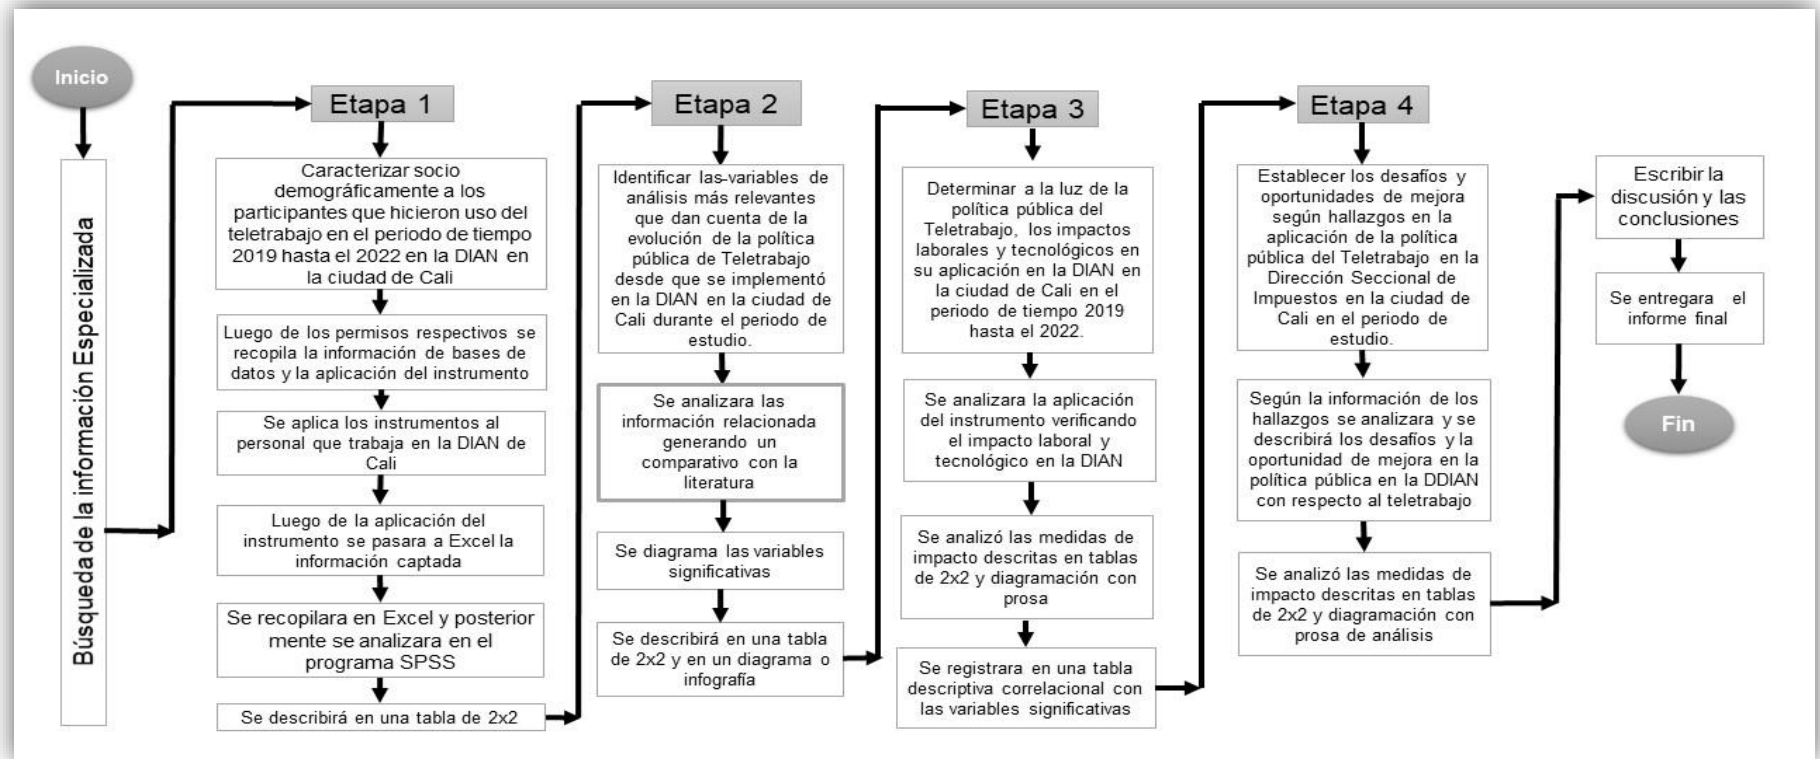 Inicio
Búsqueda de la información Especializada
Etapa 1
Caracterizar socio
demográficamente a los
participantes que hicieron uso del
teletrabajo en el periodo de tiempo
2019 hasta el 2022 en la DIAN en
la ciudad de Cali
Luego de los permisos respectivos se
recopila la información de bases de
datos y la aplicación del instrumento
Se aplica los instrumentos al
personal que trabaja en la DIAN de
Cali
Luego de la aplicación del
instrumento se pasara a Excel la
información captada
Se recopilara en Excel y posterior
mente se analizara en el
programa SPSS
Se describirá en una tabla de 2x2
Etapa 2
Identificar las-variables de
análisis más relevantes
que dan cuenta de la
evolución de la política
pública de Teletrabajo
desde que se implementó
en la DIAN en la ciudad de
Cali durante el periodo de
estudio.
Se analizara las
información relacionada
generando un
comparativo con la
literatura
Se diagrama las variables
significativas
Se describirá en una tabla
de 2x2 y en un diagrama o
infografía
Etapa 3
Determinar a la luz de la
política pública del
Teletrabajo, los impactos
laborales y tecnológicos en
su aplicación en la DIAN en
la ciudad de Cali en el
periodo de tiempo 2019
hasta el 2022.
Se analizara la aplicación
del instrumento verificando
el impacto laboral y
tecnológico en la DIAN
Se analizó las medidas de
impacto descritas en tablas
de 2x2 y diagramación con
prosa
Se registrara en una tabla
descriptiva correlacional con
las variables significativas
Etapa 4
Establecer los desafíos y
oportunidades de mejora
según hallazgos en la
aplicación de la política
pública del Teletrabajo en la
Dirección Seccional de
Impuestos en la ciudad de
Cali en el periodo de
estudio.
Según la información de los
hallazgos se analizara y se
describirá los desafíos y la
oportunidad de mejora en la
política pública en la DDIAN
con respecto al teletrabajo
Se analizó las medidas de
impacto descritas en tablas
de 2x2 y diagramación con
prosa de análisis
Escribir la
discusión y las
conclusiones
Se entregara el
informe final
Fin